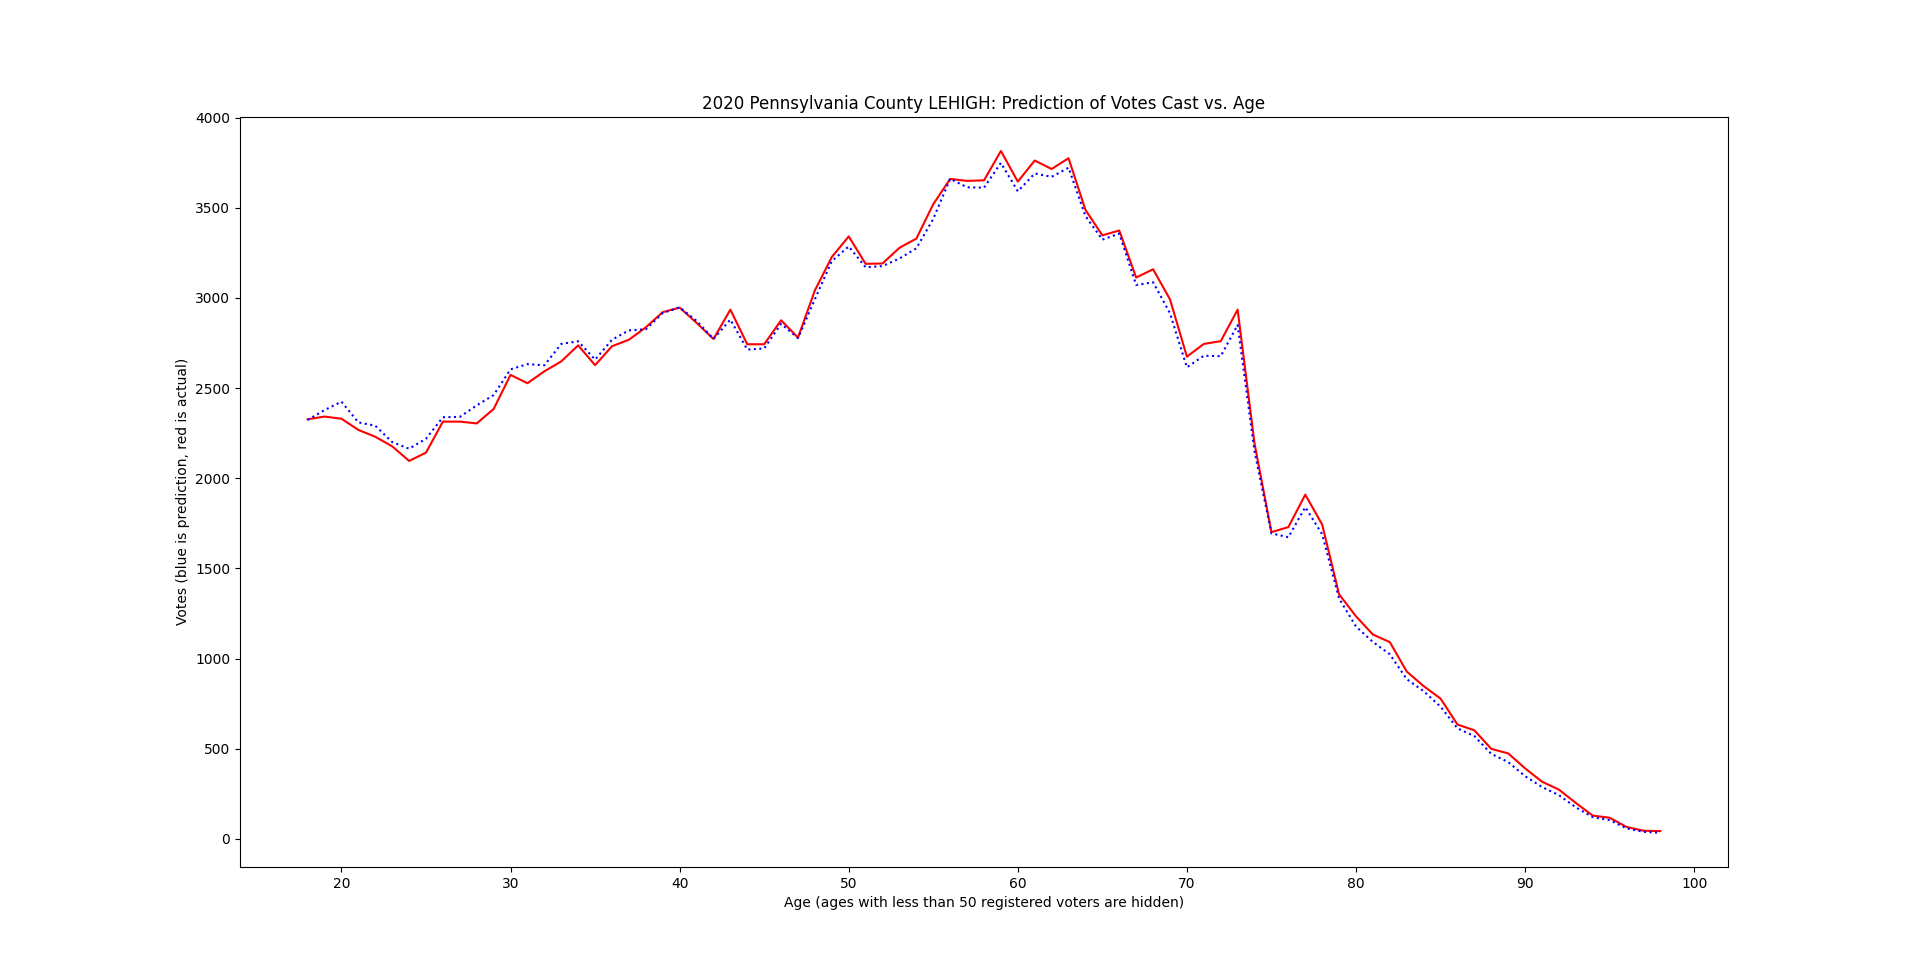 2020 Pennsylvania County LEHIGH: Prediction of Votes Cast vs. Age
4000
3500
3000
2500
2000
1500
1000
500
0
Votes (blue is prediction, red is actual)
20 30 40 50 60 70 80 90 100
Age (ages with less than 50 registered voters are hidden)